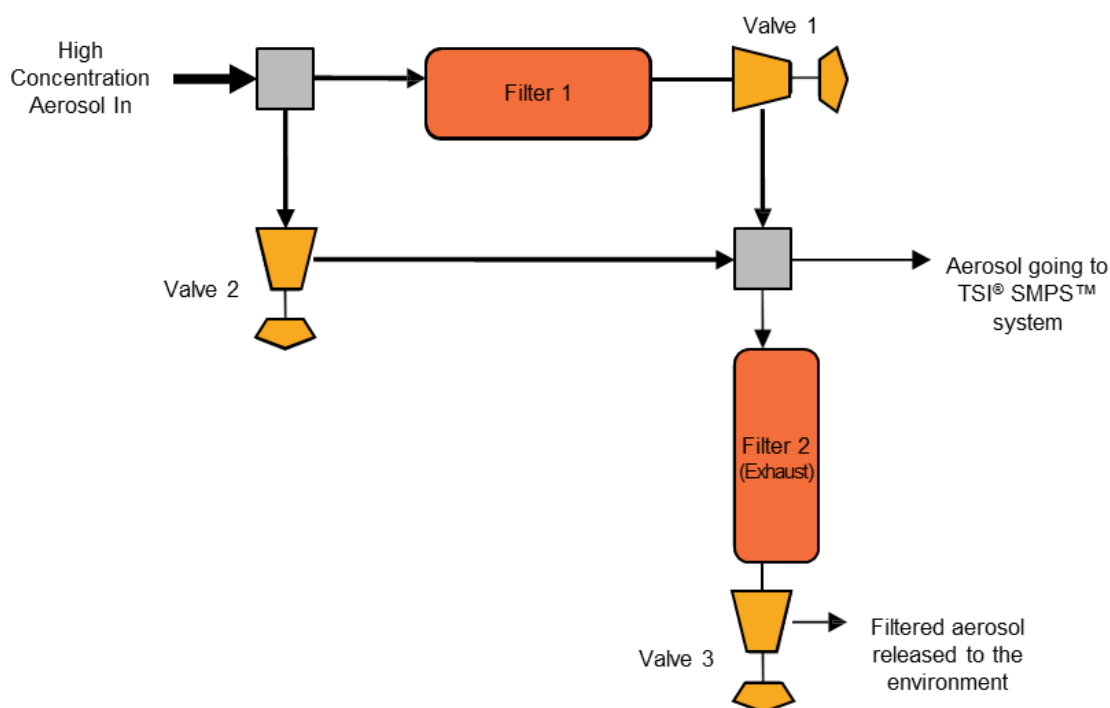 High
Concentration
Aerosol In
Filter 1
Valve 1
Valve 2
Aerosol going to
TSI® SMPS™
system
Filter 2
(Exhaust)
Valve 3
Filtered aerosol
released to the
environment